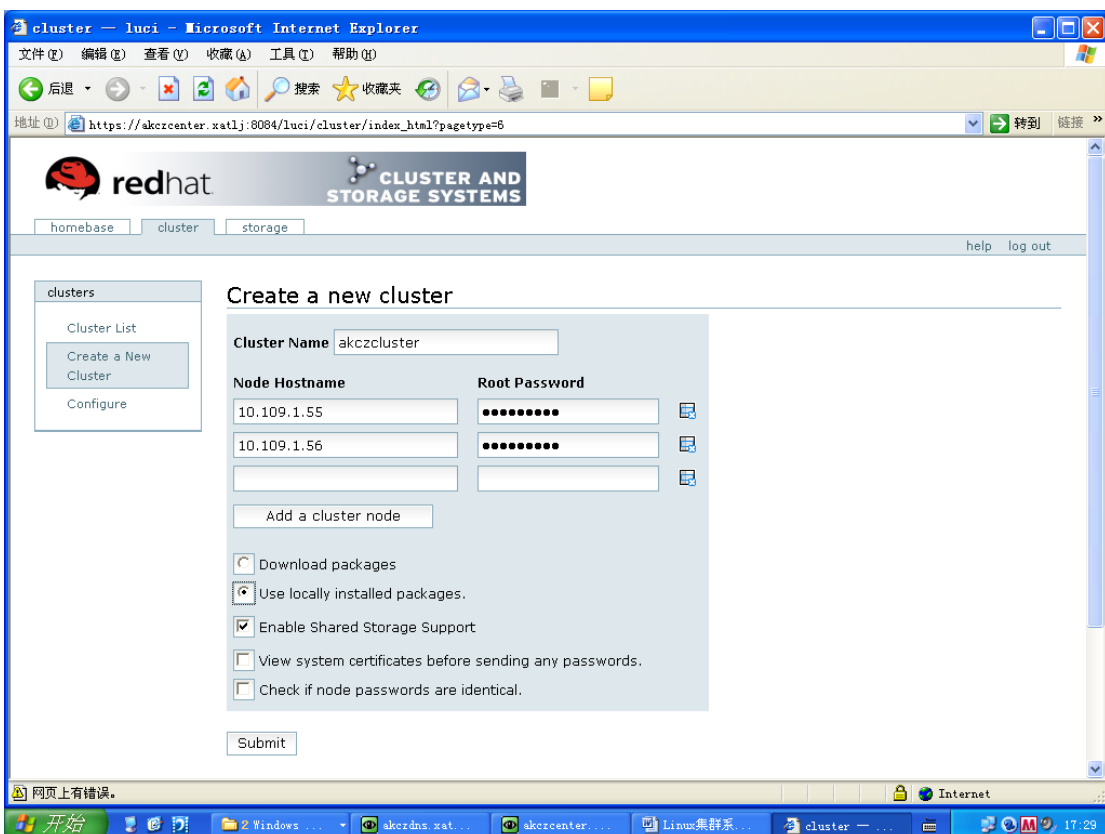 cluster — luci - Microsoft Internet Explorer
文件(F) 编辑(E) 查看(V) 收藏(A) 工具(T) 帮助(H)
后退 搜索 收藏夹
地址(D) https://akczcenter.xatlj:8084/luci/cluster/index_html?pagetype=6 转到 链接 »
redhat. CLUSTER AND
STORAGE SYSTEMS
homebase cluster storage
help log out
clusters
Cluster List
Create a New
Cluster
Configure
Create a new cluster
Cluster Name akczcluster
Node Hostname Root Password
10.109.1.55 •••••••••
10.109.1.56 •••••••••
Add a cluster node
Download packages
Use locally installed packages.
Enable Shared Storage Support
View system certificates before sending any passwords.
Check if node passwords are identical.
Submit
网页上有错误。 Internet
开始 2 Windows ... akczdns.xat... akczcenter.... Linux集群系... cluster — ... 17:29